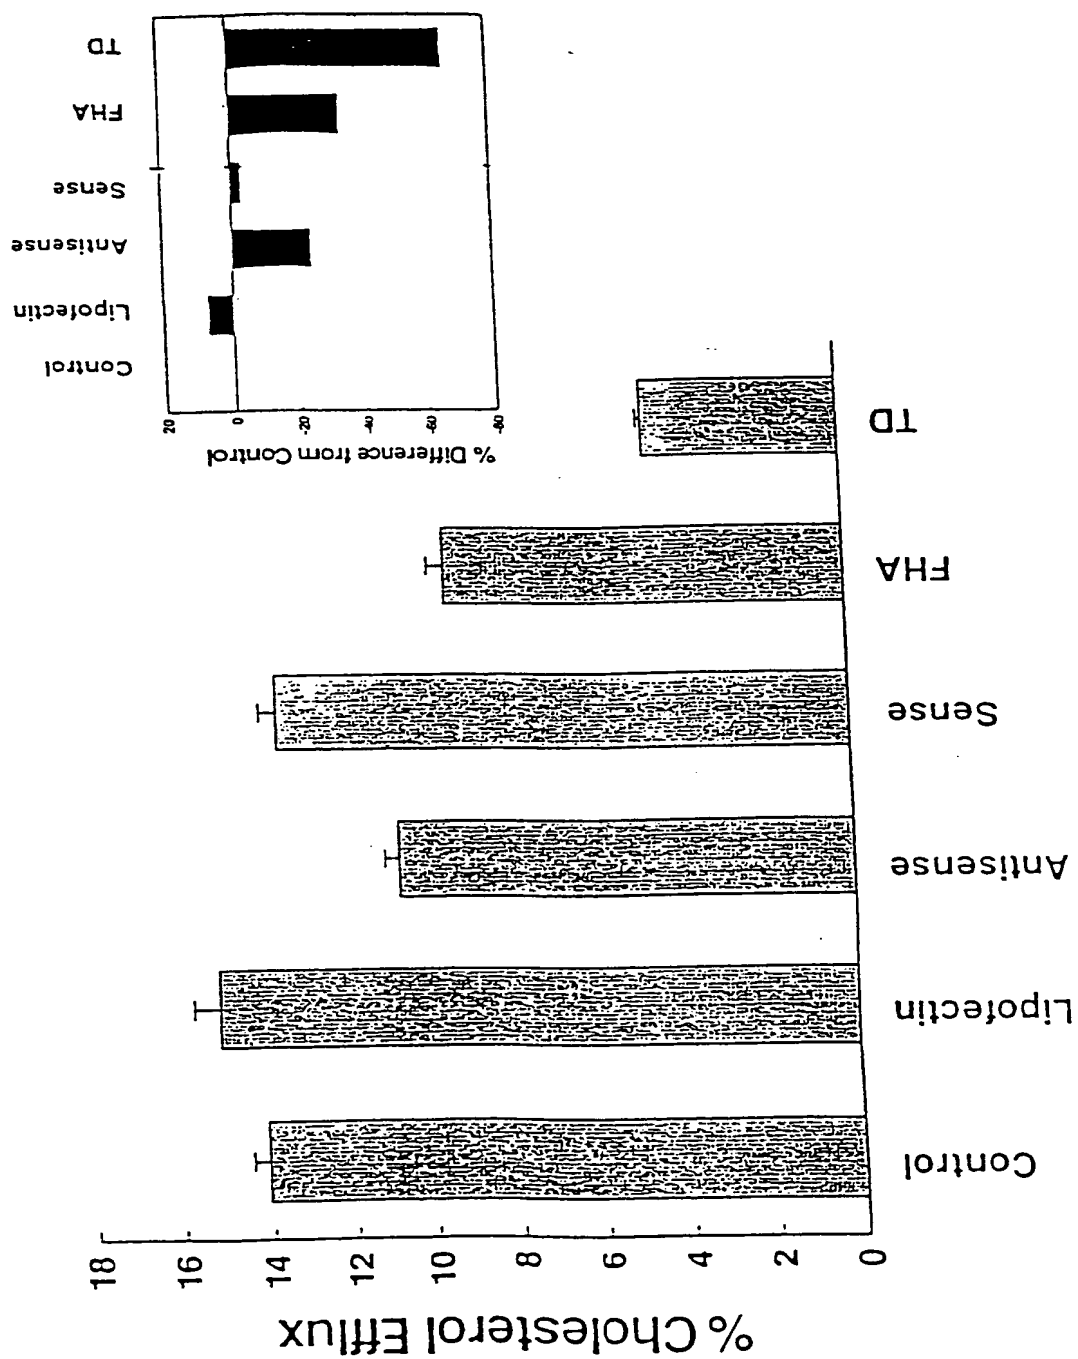 % Cholesterol Efflux
18
16
14
12
10
8
6
4
2
0
Control
Lipofectin
Antisense
Sense
FHA
TD
% Difference from Control
20
0
-20
-40
-60
-80
Control
Lipofectin
Antisense
Sense
FHA
TD